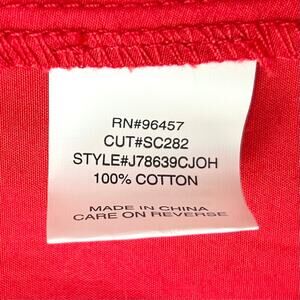 RN#96457
CUT#SC282
STYLE#J78639CJOH
100% COTTON
MADE IN CHINA
CARE ON REVERSE